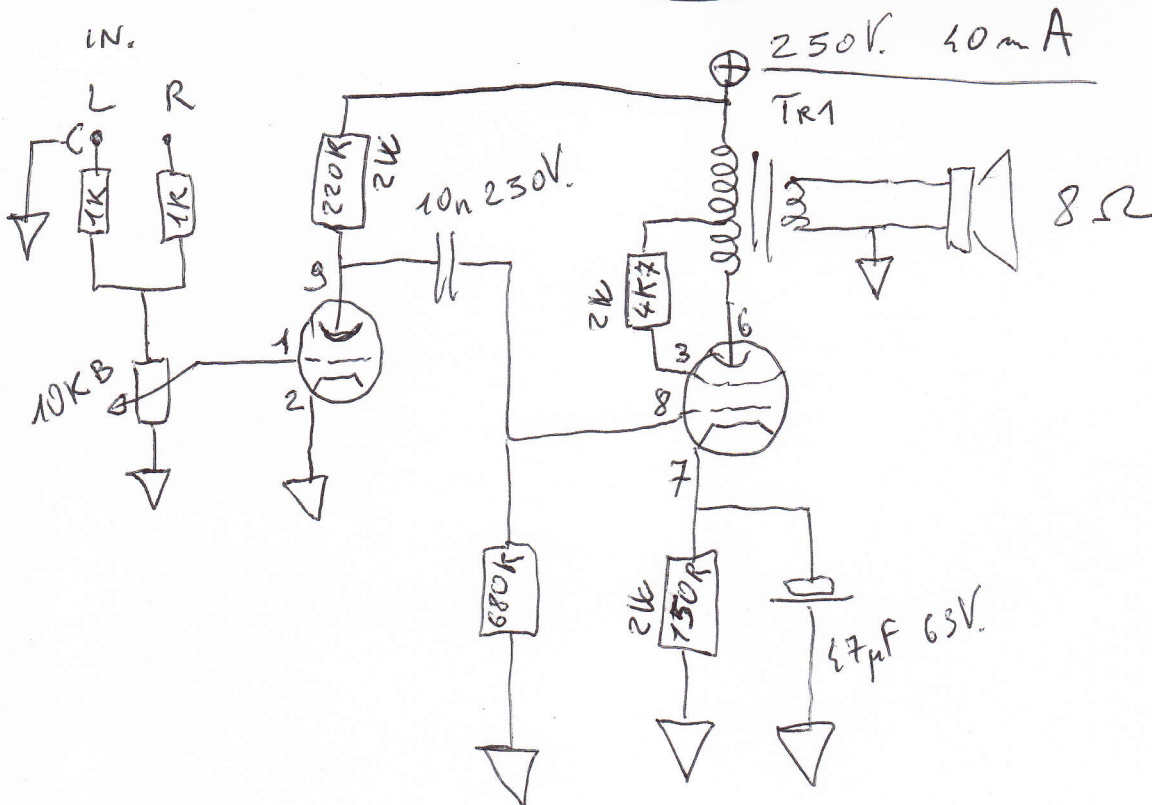 IN.
250V. 40mA
L R
TR1
220K
2W
10n 250V.
1K
1K
8 Ω
9
4K7
2W
6
1
3
10KB
2
8
7
680K
2W
150R
47µF 63V.